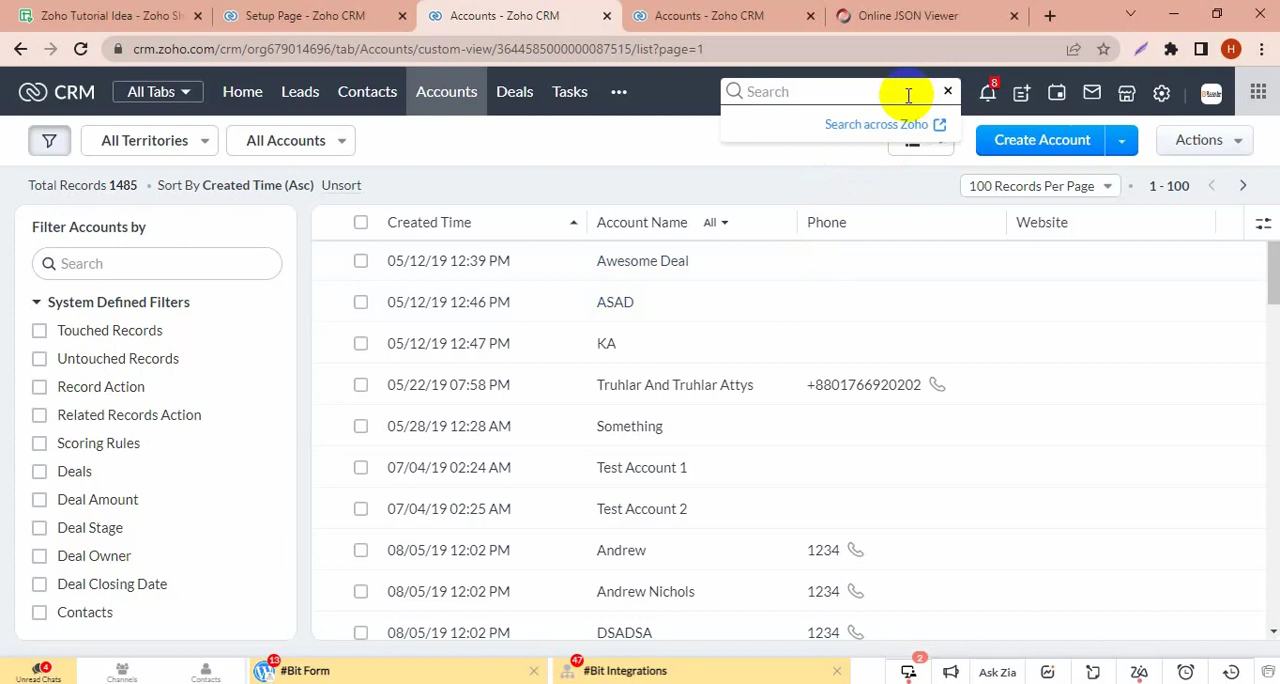 Zoho Tutorial Idea - Zoho Sh
Setup Page - Zoho CRM
Accounts - Zoho CRM
Accounts - Zoho CRM
Online JSON Viewer
crm.zoho.com/crm/org679014696/tab/Accounts/custom-view/3644585000000087515/list?page=1
H
CRM
All Tabs
Home
Leads
Contacts
Accounts
Deals
Tasks
Search
8
Search across Zoho
All Territories
All Accounts
Create Account
Actions
Total Records 1485 • Sort By Created Time (Asc) Unsort
100 Records Per Page • 1 - 100
Filter Accounts by
Search
System Defined Filters
Touched Records
Untouched Records
Record Action
Related Records Action
Scoring Rules
Deals
Deal Amount
Deal Stage
Deal Owner
Deal Closing Date
Contacts
Created Time Account Name All Phone Website
05/12/19 12:39 PM Awesome Deal
05/12/19 12:46 PM ASAD
05/12/19 12:47 PM KA
05/22/19 07:58 PM Truhlar And Truhlar Attys +8801766920202
05/28/19 12:28 AM Something
07/04/19 02:24 AM Test Account 1
07/04/19 02:25 AM Test Account 2
08/05/19 12:02 PM Andrew 1234
08/05/19 12:02 PM Andrew Nichols 1234
08/05/19 12:02 PM DSADSA 1234
4
Unread Chats
Channels
Contacts
13
#Bit Form
47
#Bit Integrations
2
Ask Zia